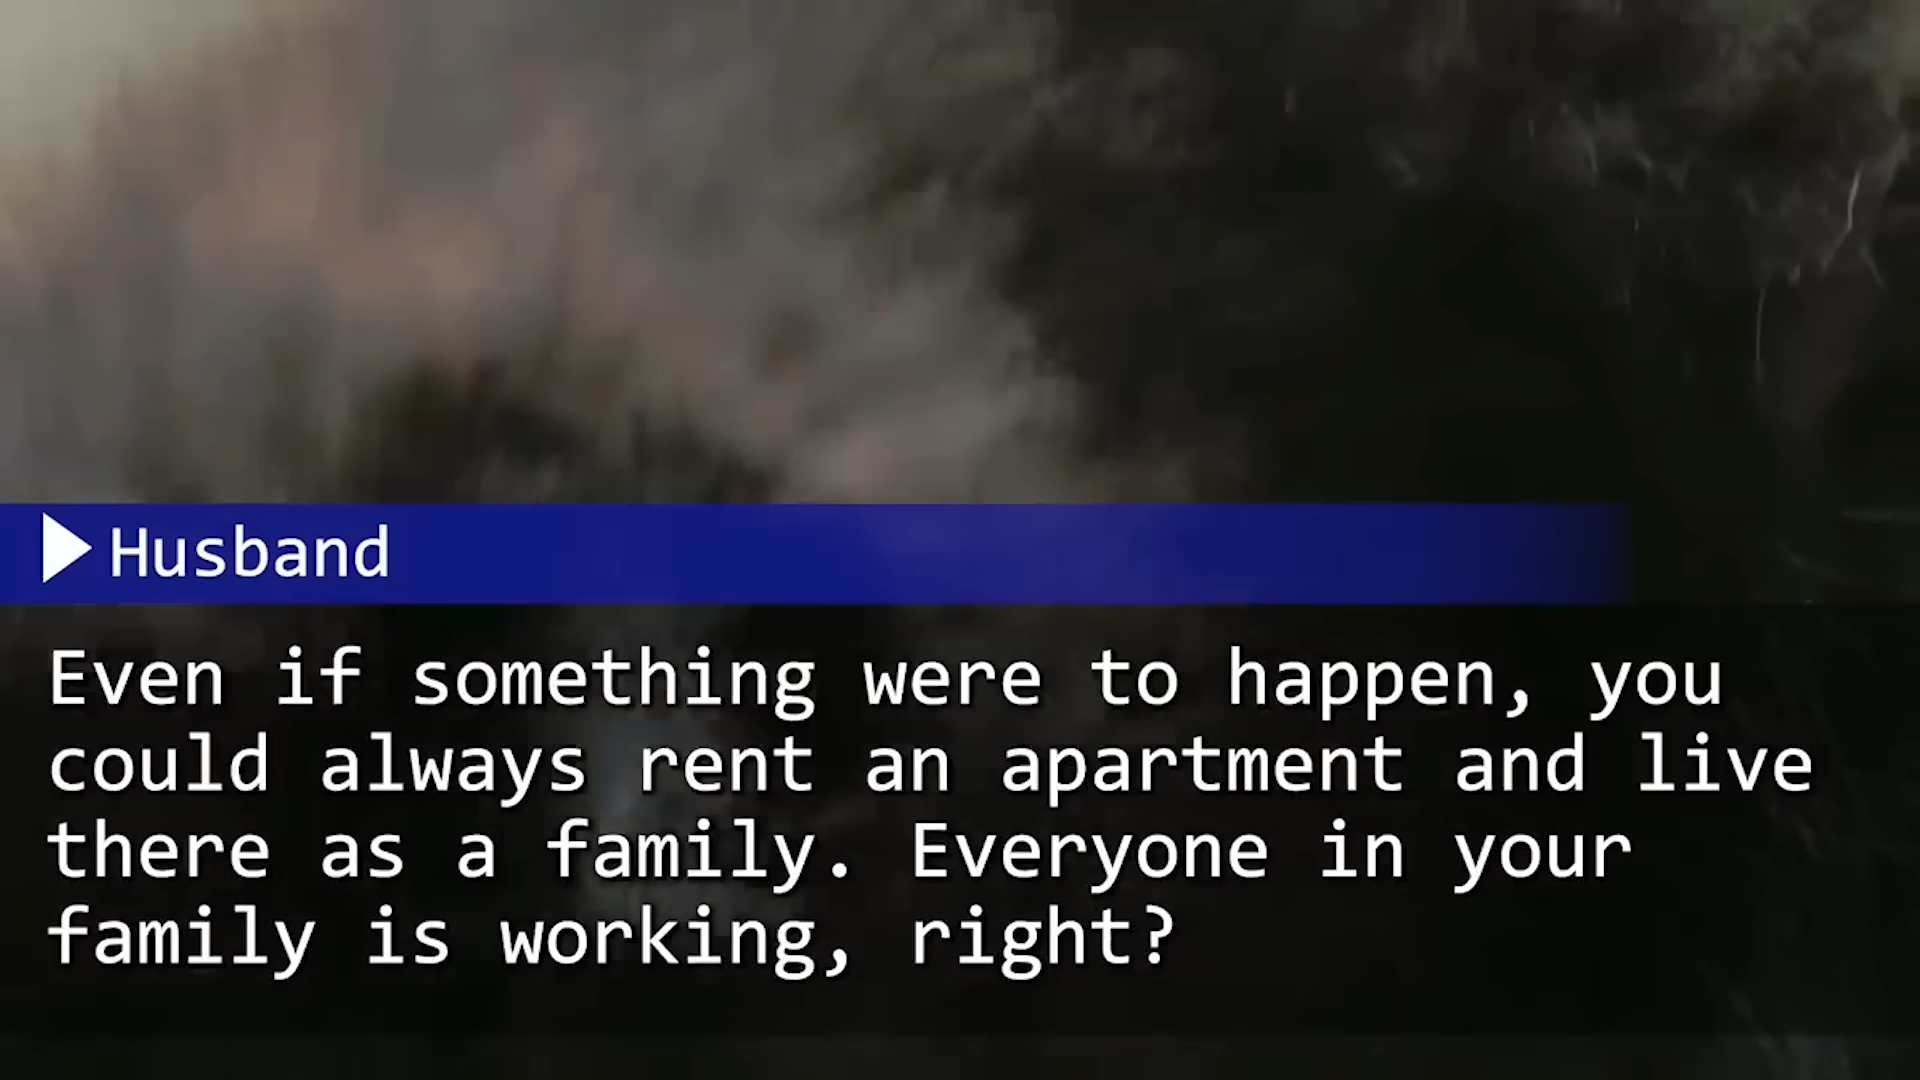 Husband
Even if something were to happen, you
could always rent an apartment and live
there as a family. Everyone in your
family is working, right?